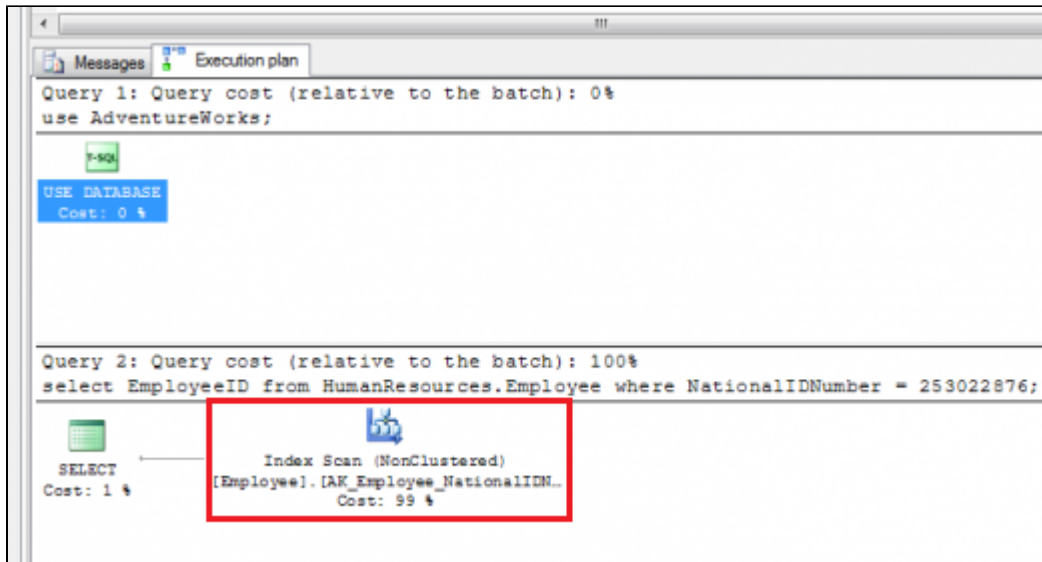 Messages Execution plan
Query 1: Query cost (relative to the batch): 0%
use AdventureWorks;
T-SQL
USE DATABASE
Cost: 0 %
Query 2: Query cost (relative to the batch): 100%
select EmployeeID from HumanResources.Employee where NationalIDNumber = 253022876;
Index Scan (NonClustered)
SELECT
[Employee].[AK_Employee_NationalIDN…
Cost: 1 %
Cost: 99 %